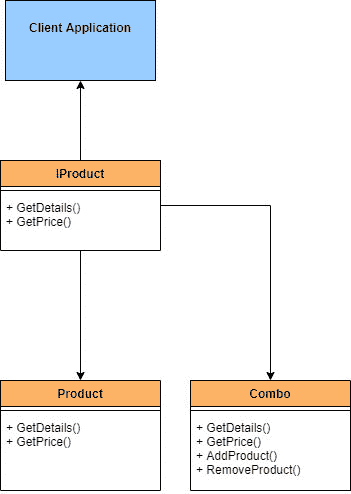 Client Application
IProduct
+ GetDetails()
+ GetPrice()
Product
+ GetDetails()
+ GetPrice()
Combo
+ GetDetails()
+ GetPrice()
+ AddProduct()
+ RemoveProduct()